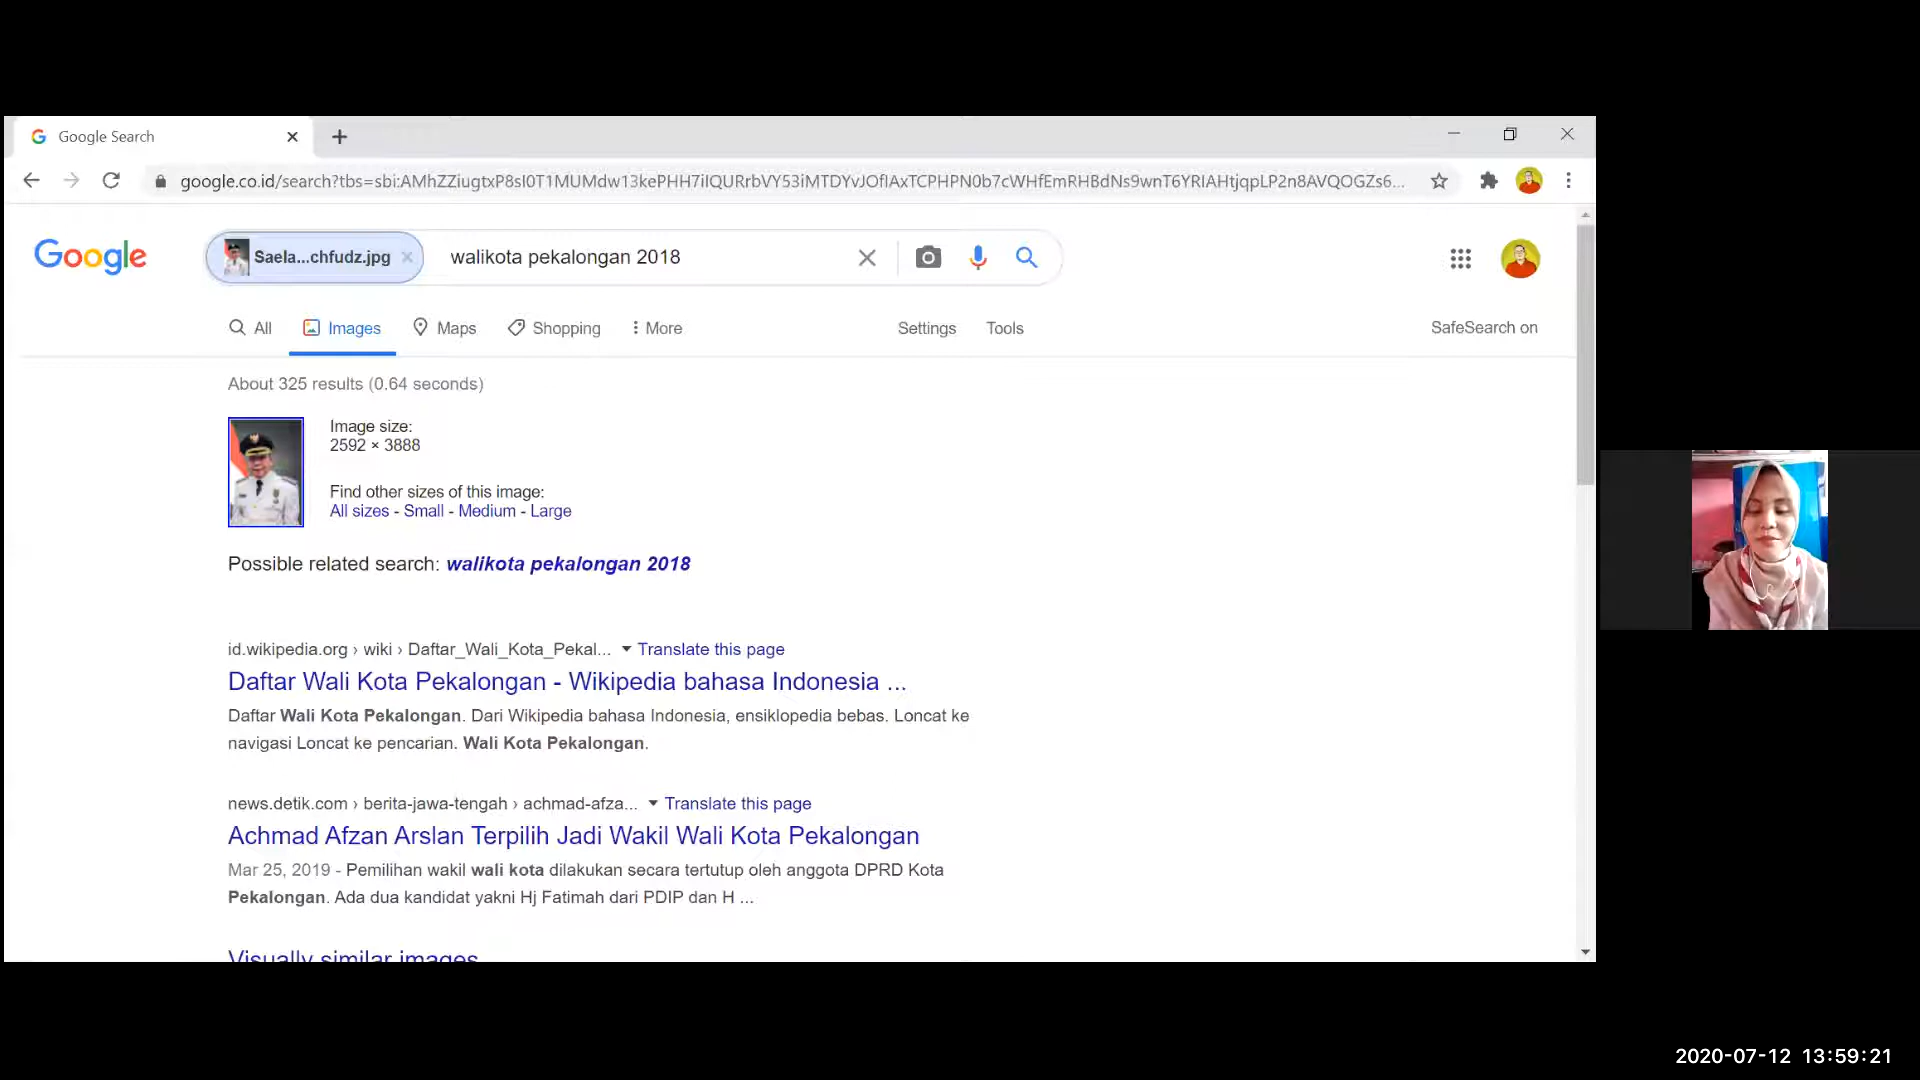 Google Search
google.co.id/search?tbs=sbi:AMhZZiugtxP8sl0T1MUMdw13kePHH7ilQURrbVY53iMTDYvJOflAxTCPHPN0b7cWHfEmRHBdNs9wnT6YRlAHtjqpLP2n8AVQOGZs6...
Google
Saela...chfudz.jpg
walikota pekalongan 2018
All
Images
Maps
Shopping
More
Settings
Tools
SafeSearch on
About 325 results (0.64 seconds)
Image size:
2592 × 3888
Find other sizes of this image:
All sizes - Small - Medium - Large
Possible related search: walikota pekalongan 2018
id.wikipedia.org › wiki › Daftar_Wali_Kota_Pekal... Translate this page
Daftar Wali Kota Pekalongan - Wikipedia bahasa Indonesia ...
Daftar Wali Kota Pekalongan. Dari Wikipedia bahasa Indonesia, ensiklopedia bebas. Loncat ke
navigasi Loncat ke pencarian. Wali Kota Pekalongan.
news.detik.com › berita-jawa-tengah › achmad-afza... Translate this page
Achmad Afzan Arslan Terpilih Jadi Wakil Wali Kota Pekalongan
Mar 25, 2019 - Pemilihan wakil wali kota dilakukan secara tertutup oleh anggota DPRD Kota
Pekalongan. Ada dua kandidat yakni Hj Fatimah dari PDIP dan H ...
Visually similar images
2020-07-12 13:59:21